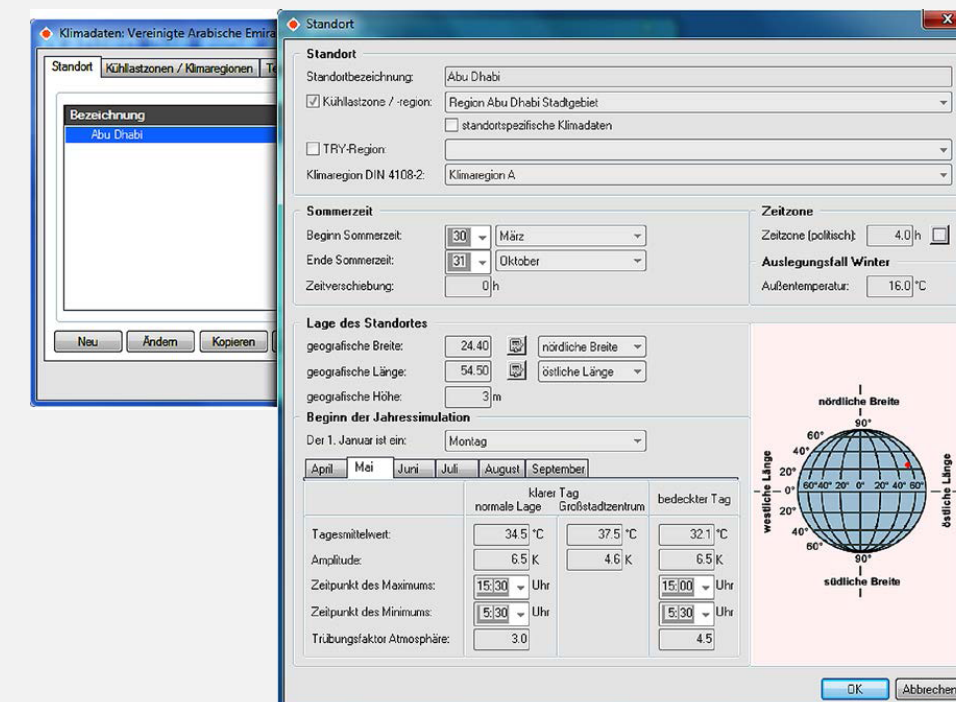 Klimadaten: Vereinigte Arabische Emira
Standort Kühllastzonen / Klimaregionen Te
Bezeichnung
Abu Dhabi
Neu Ändern Kopieren
Standort
Standort
Standortbezeichnung: Abu Dhabi
Kühllastzone / -region: Region Abu Dhabi Stadtgebiet
standortspezifische Klimadaten
TRY-Region:
Klimaregion DIN 4108-2: Klimaregion A
Sommerzeit
Beginn Sommerzeit: 30 März
Ende Sommerzeit: 31 Oktober
Zeitverschiebung: 0 h
Zeitzone
Zeitzone (politisch): 4.0 h
Auslegungsfall Winter
Außentemperatur: 16.0 °C
Lage des Standortes
geografische Breite: 24.40 nördliche Breite
geografische Länge: 54.50 östliche Länge
geografische Höhe: 3 m
Beginn der Jahressimulation
Der 1. Januar ist ein: Montag
April Mai Juni Juli August September
klarer Tag
normale Lage Großstadtzentrum bedeckter Tag
Tagesmittelwert: 34.5 °C 37.5 °C 32.1 °C
Amplitude: 6.5 K 4.6 K 6.5 K
Zeitpunkt des Maximums: 15:30 Uhr 15:00 Uhr
Zeitpunkt des Minimums: 5:30 Uhr 5:30 Uhr
Trübungsfaktor Atmosphäre: 3.0 4.5
nördliche Breite
90°
60°
40°
20°
0°
60° 40° 20° 0° 20° 40° 60°
20°
40°
60°
90°
südliche Breite
westliche Länge
östliche Länge
OK Abbrechen